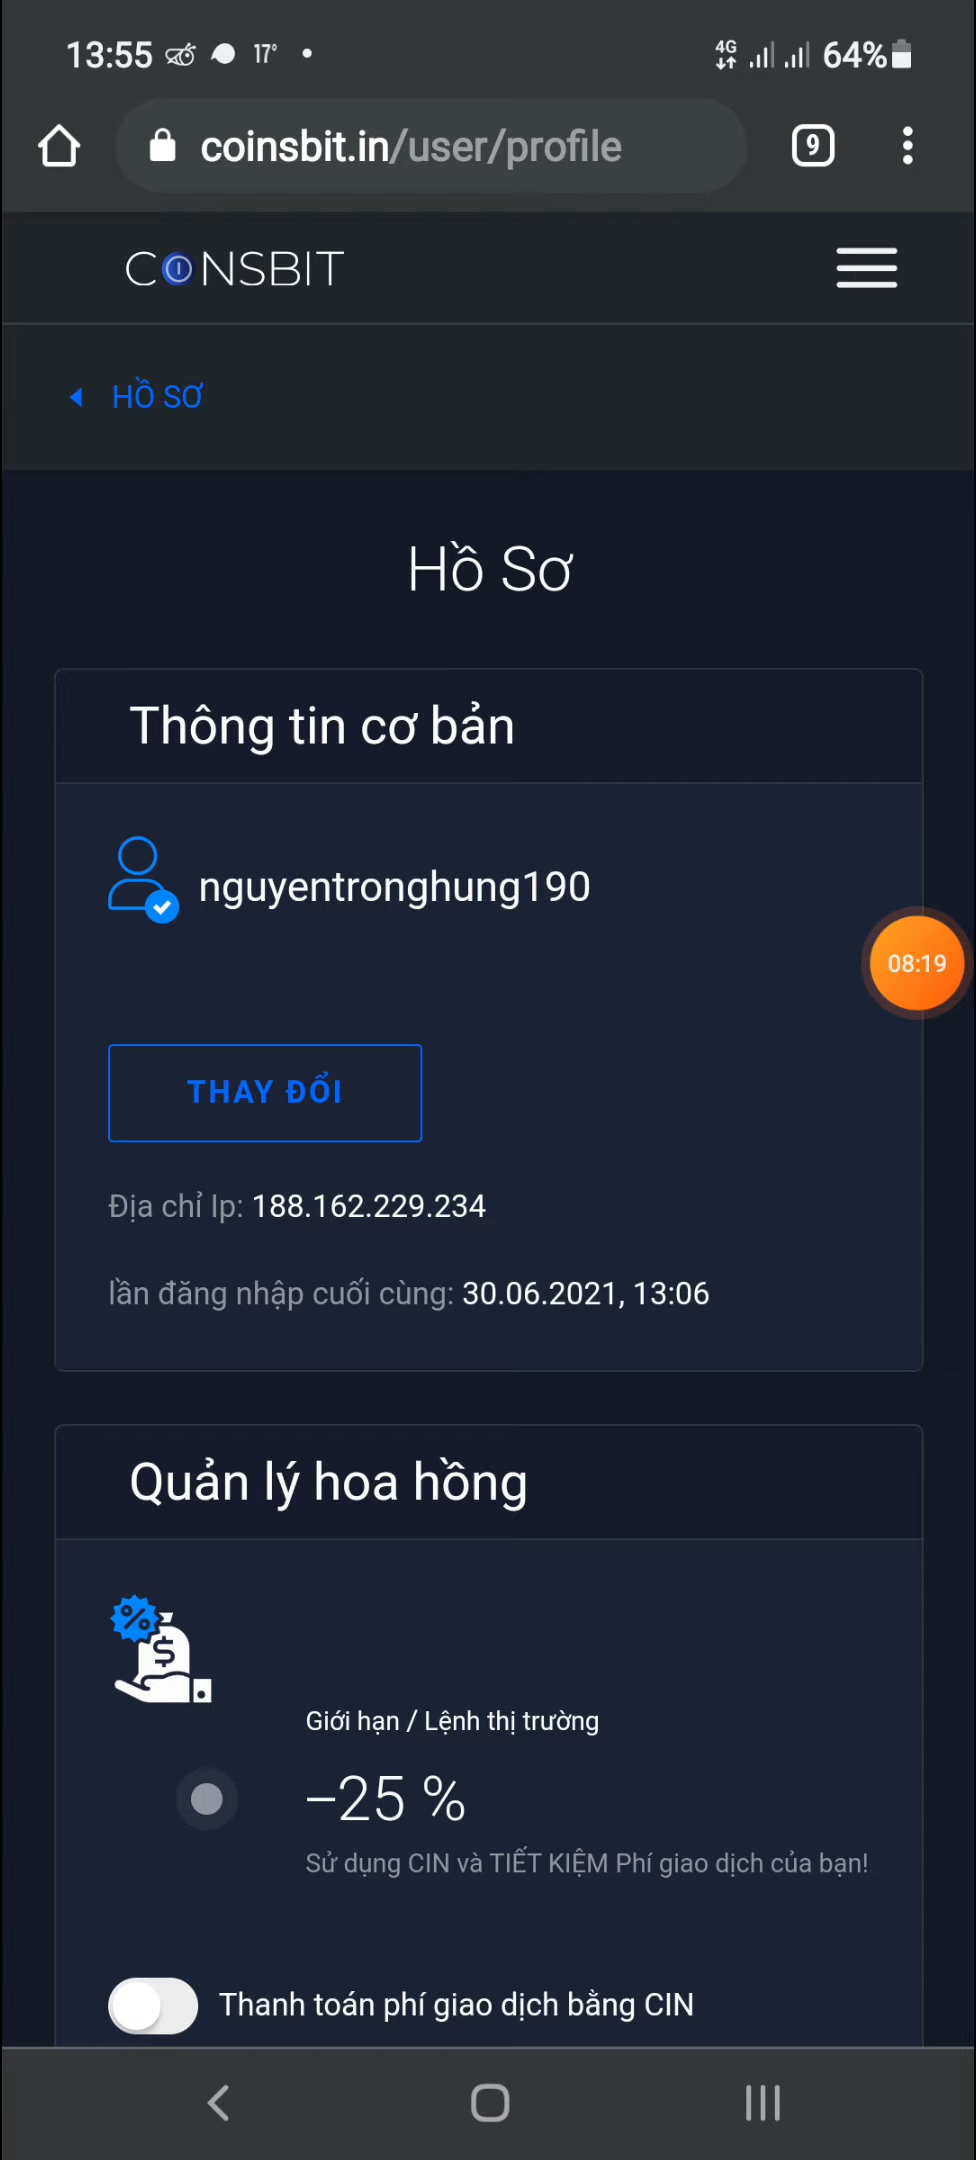 13:55 17° 4G 64%
coinsbit.in/user/profile 9
COINSBIT
HỒ SƠ
Hồ Sơ
Thông tin cơ bản
nguyentronghung190
08:19
THAY ĐỔI
Địa chỉ Ip: 188.162.229.234
lần đăng nhập cuối cùng: 30.06.2021, 13:06
Quản lý hoa hồng
% $
Giới hạn / Lệnh thị trường
–25 %
Sử dụng CIN và TIẾT KIỆM Phí giao dịch của bạn!
Thanh toán phí giao dịch bằng CIN